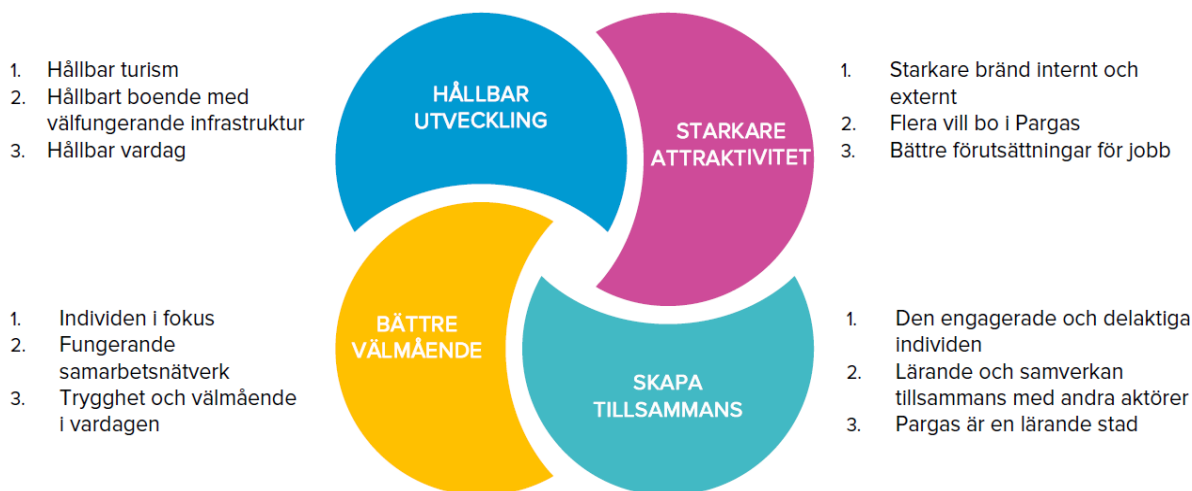 1. Hållbar turism
2. Hållbart boende med
välfungerande infrastruktur
3. Hållbar vardag
HÅLLBAR
UTVECKLING
STARKARE
ATTRAKTIVITET
1. Starkare bränd internt och
externt
2. Flera vill bo i Pargas
3. Bättre förutsättningar för jobb
1. Individen i fokus
2. Fungerande
samarbetsnätverk
3. Trygghet och välmående
i vardagen
BÄTTRE
VÄLMÅENDE
SKAPA
TILLSAMMANS
1. Den engagerade och delaktiga
individen
2. Lärande och samverkan
tillsammans med andra aktörer
3. Pargas är en lärande stad